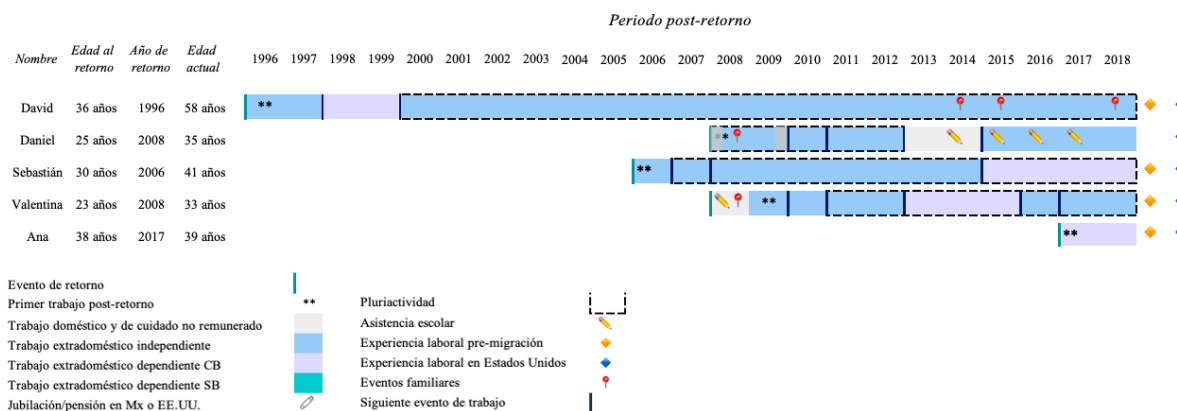 Periodo post-retorno
Nombre Edad al retorno Año de retorno Edad actual 1996 1997 1998 1999 2000 2001 2002 2003 2004 2005 2006 2007 2008 2009 2010 2011 2012 2013 2014 2015 2016 2017 2018
David 36 años 1996 58 años **
Daniel 25 años 2008 35 años **
Sebastián 30 años 2006 41 años **
Valentina 23 años 2008 33 años **
Ana 38 años 2017 39 años **
Evento de retorno
Primer trabajo post-retorno ** Pluriactividad
Trabajo doméstico y de cuidado no remunerado Asistencia escolar
Trabajo extradoméstico independiente Experiencia laboral pre-migración
Trabajo extradoméstico dependiente CB Experiencia laboral en Estados Unidos
Trabajo extradoméstico dependiente SB Eventos familiares
Jubilación/pensión en Mx o EE.UU. Siguiente evento de trabajo